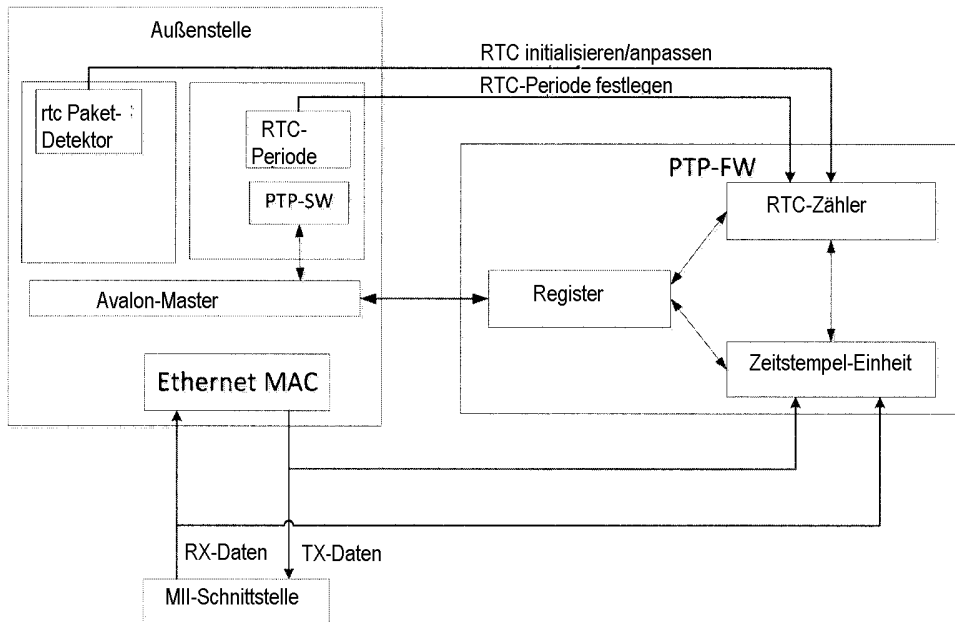 Außenstelle
RTC initialisieren/anpassen
RTC-Periode festlegen
rtc Paket-
Detektor
RTC-
Periode
PTP-SW
PTP-FW
RTC-Zähler
Avalon-Master
Register
Zeitstempel-Einheit
Ethernet MAC
RX-Daten
TX-Daten
MII-Schnittstelle